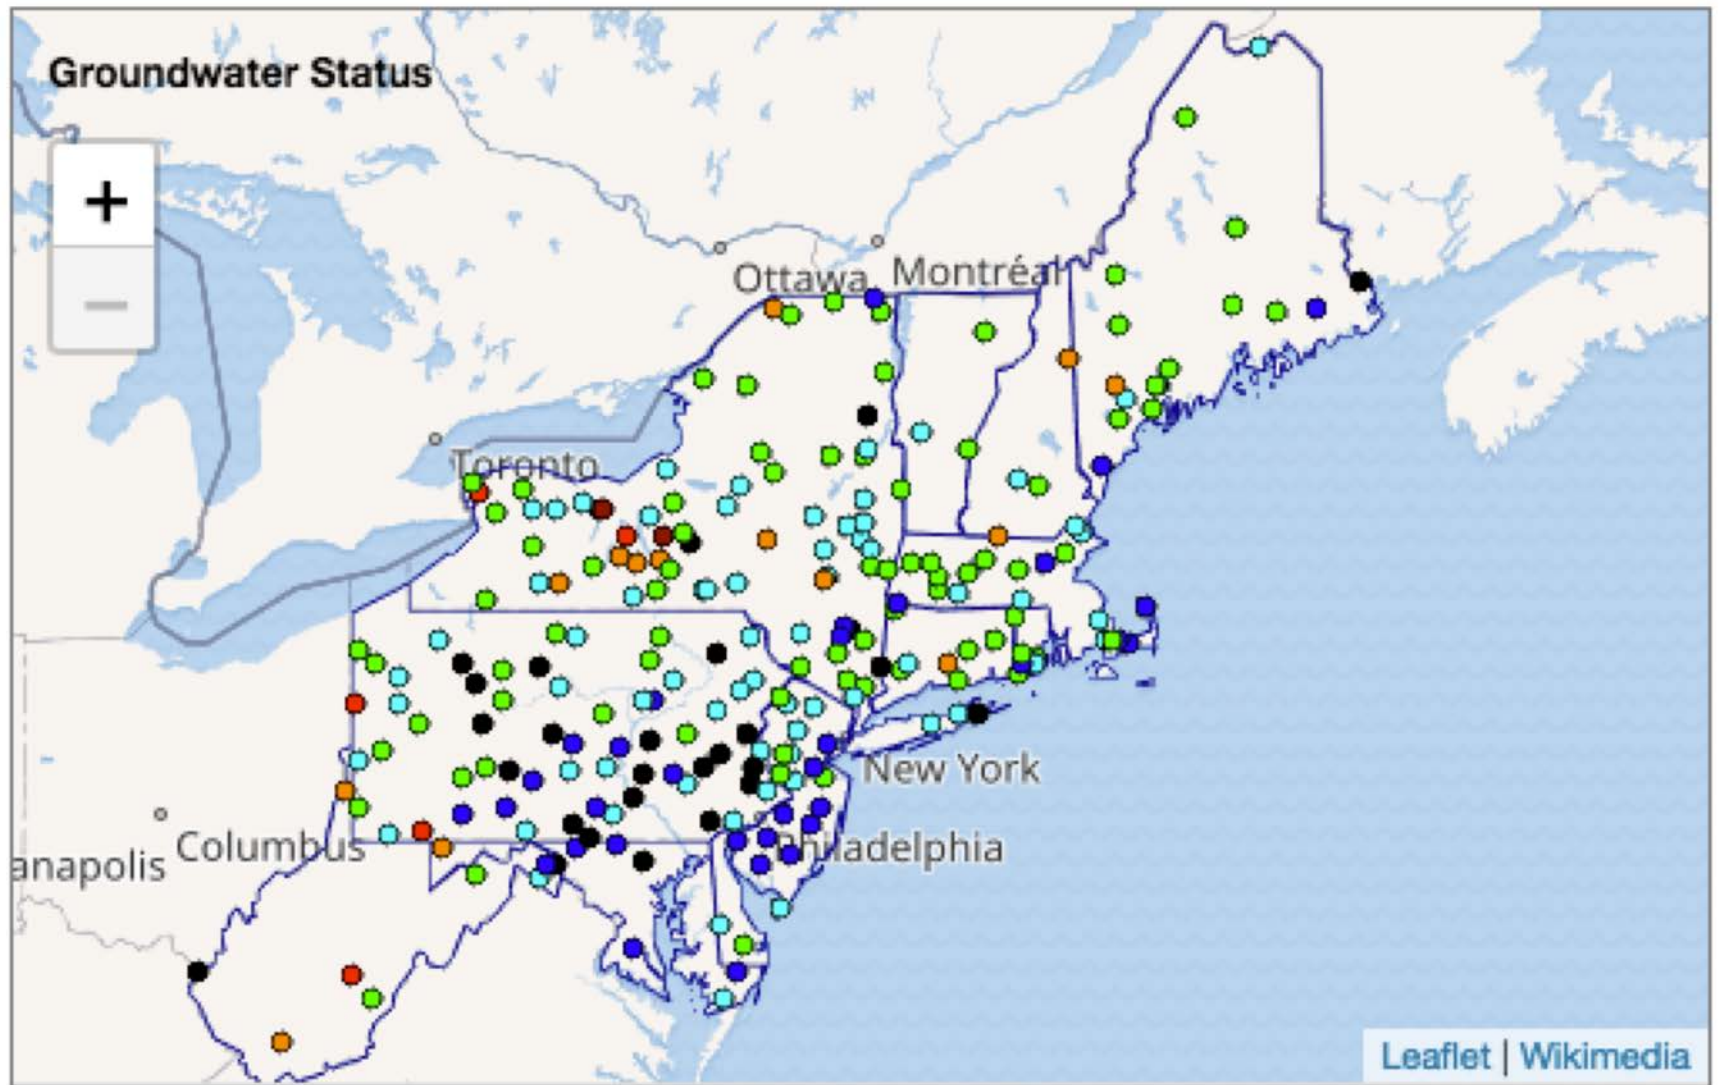 Groundwater Status
+
−
Ottawa
Montréal
Toronto
New York
Columbus
Philadelphia
anapolis
Leaflet | Wikimedia